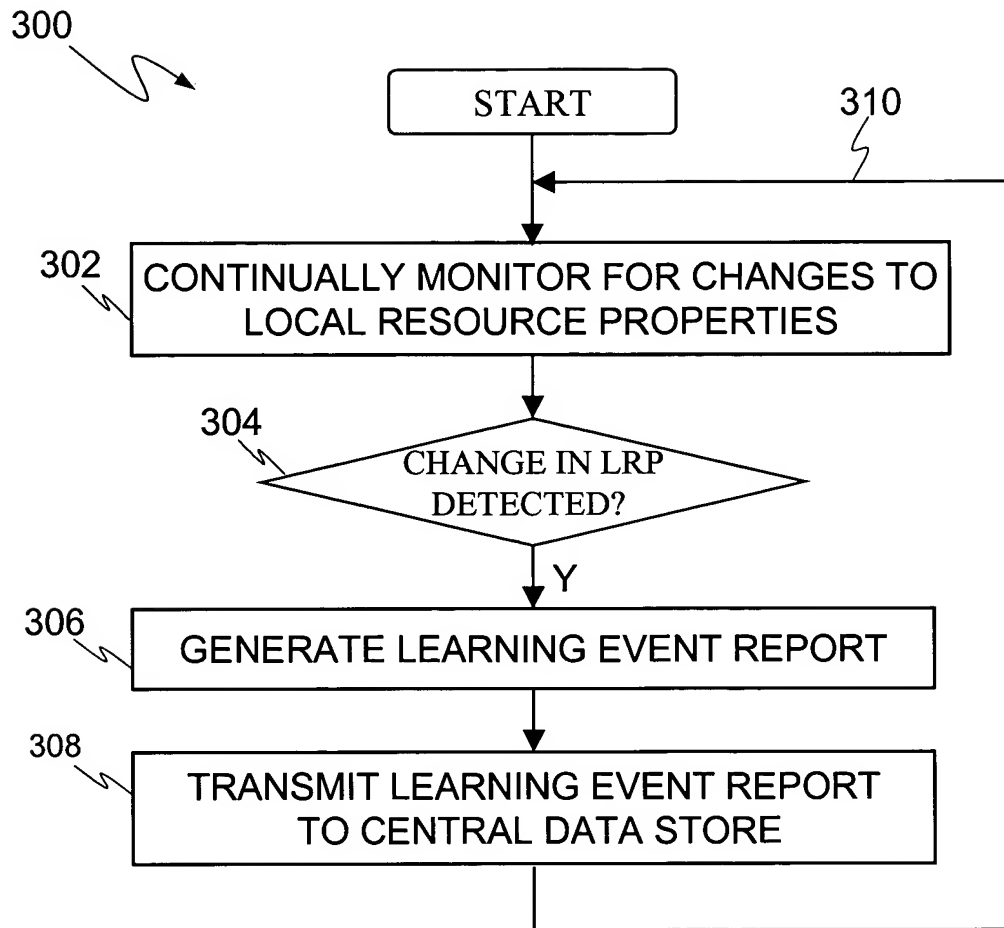 300
START
310
302
CONTINUALLY MONITOR FOR CHANGES TO
LOCAL RESOURCE PROPERTIES
304
CHANGE IN LRP
DETECTED?
Y
306
GENERATE LEARNING EVENT REPORT
308
TRANSMIT LEARNING EVENT REPORT
TO CENTRAL DATA STORE